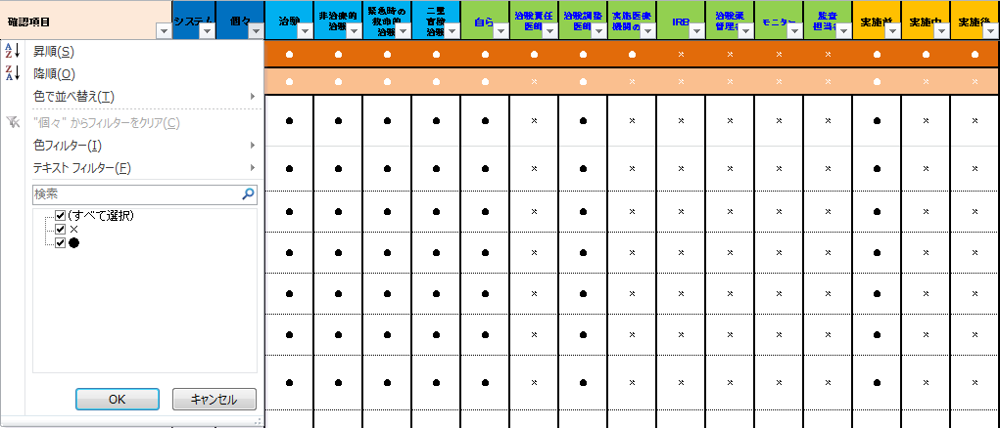 確認項目
システム
個々
治験
非治療的
治験
緊急時の
救命的
治験
二重
盲検
治験
自ら
治験責任
医師
治験調整
医師
実施医療
機関の
IRB
治験薬
管理者
モニター
監査
担当者
実施前
実施中
実施後
昇順(S)
降順(O)
色で並べ替え(T)
"個々" からフィルターをクリア(C)
色フィルター(I)
テキスト フィルター(F)
検索
(すべて選択)
×
●
OK
キャンセル
● ● ● ● ● ● ● ● × × × × ● ● ●
● ● ● ● ● × ● × × × × × ● × ×
● ● ● ● ● × ● × × × × × ● × ×
● ● ● ● ● × ● × × × × × ● × ×
● ● ● ● ● × ● × × × × × ● × ×
● ● ● ● ● × ● × × × × × ● × ×
● ● ● ● ● × ● × × × × × ● × ×
● ● ● ● ● × ● × × × × × ● × ×
● ● ● ● ● × ● × × × × × ● × ×